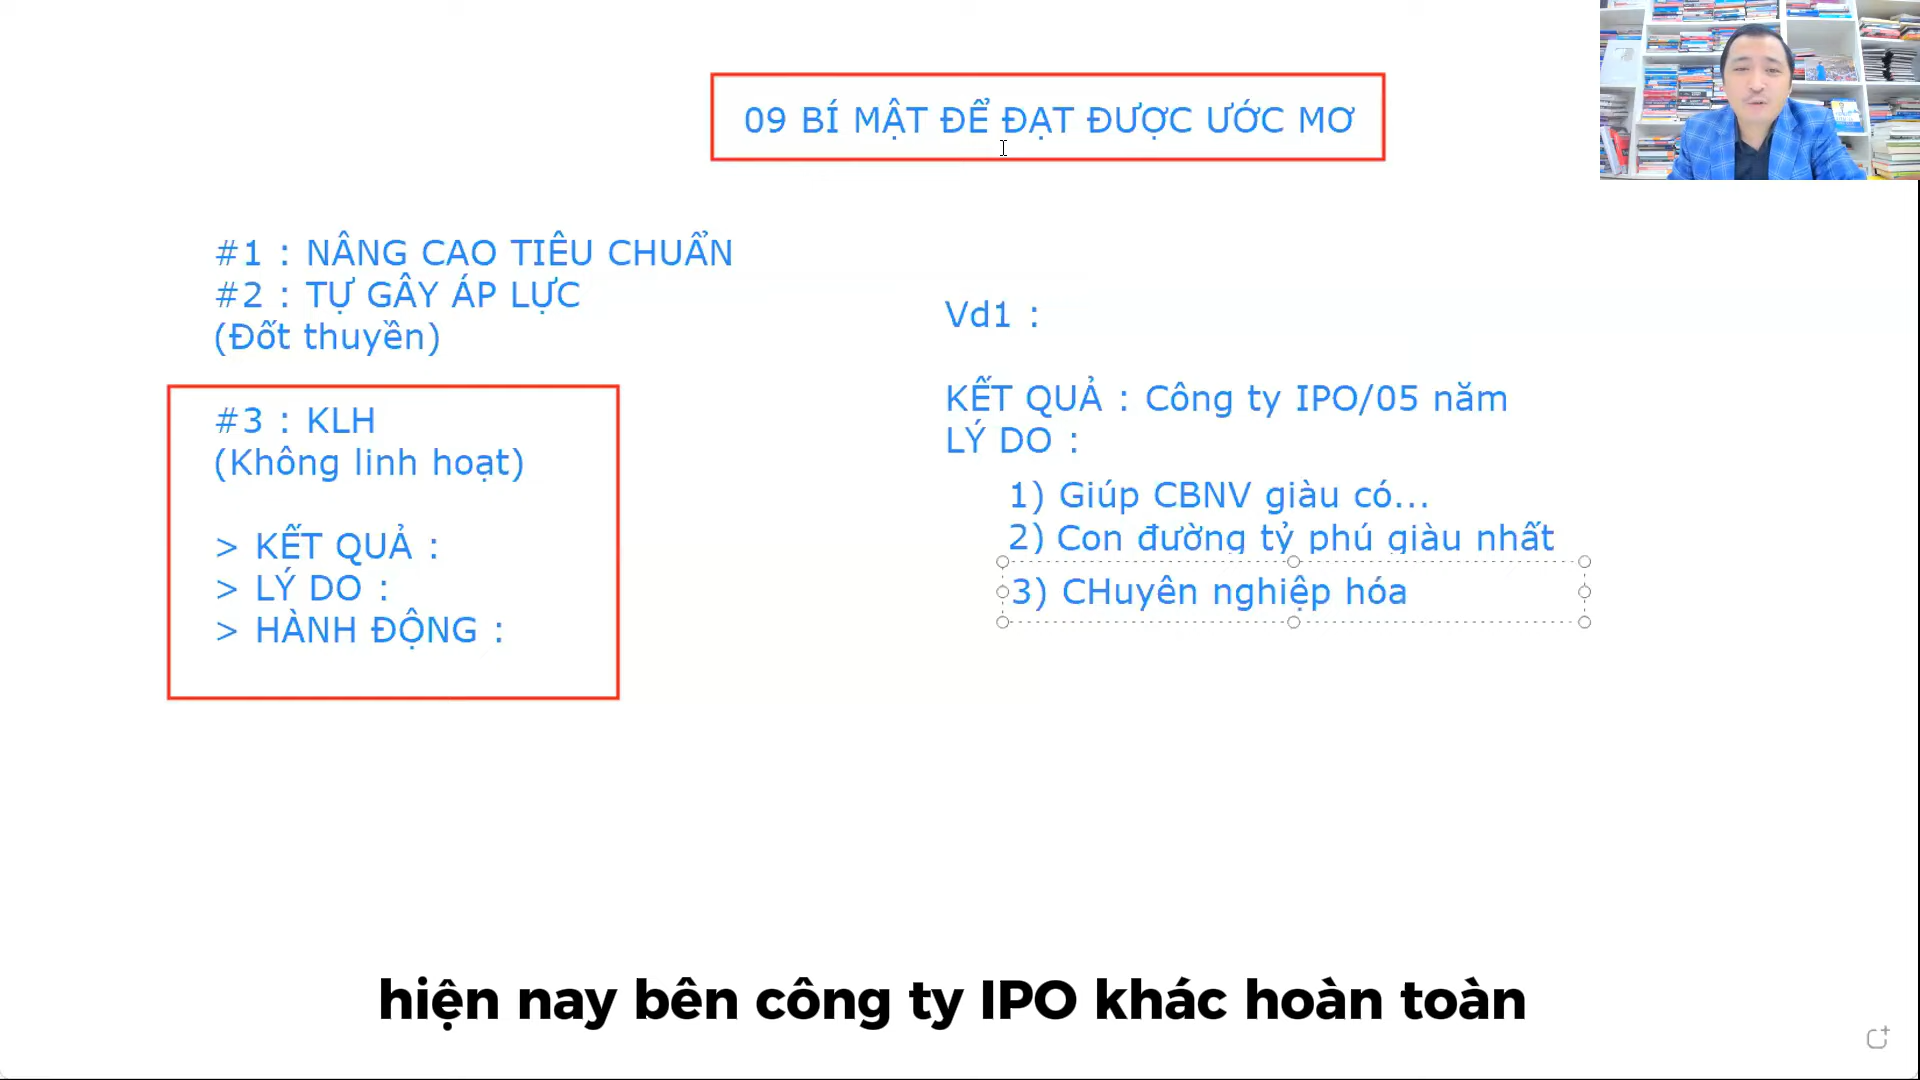 09 BÍ MẬT ĐỂ ĐẠT ĐƯỢC ƯỚC MƠ
#1 : NÂNG CAO TIÊU CHUẨN
#2 : TỰ GÂY ÁP LỰC
(Đốt thuyền)
#3 : KLH
(Không linh hoạt)
> KẾT QUẢ :
> LÝ DO :
> HÀNH ĐỘNG :
Vd1 :
KẾT QUẢ : Công ty IPO/05 năm
LÝ DO :
1) Giúp CBNV giàu có...
2) Con đường tỷ phú giàu nhất
3) CHuyên nghiệp hóa
hiện nay bên công ty IPO khác hoàn toàn